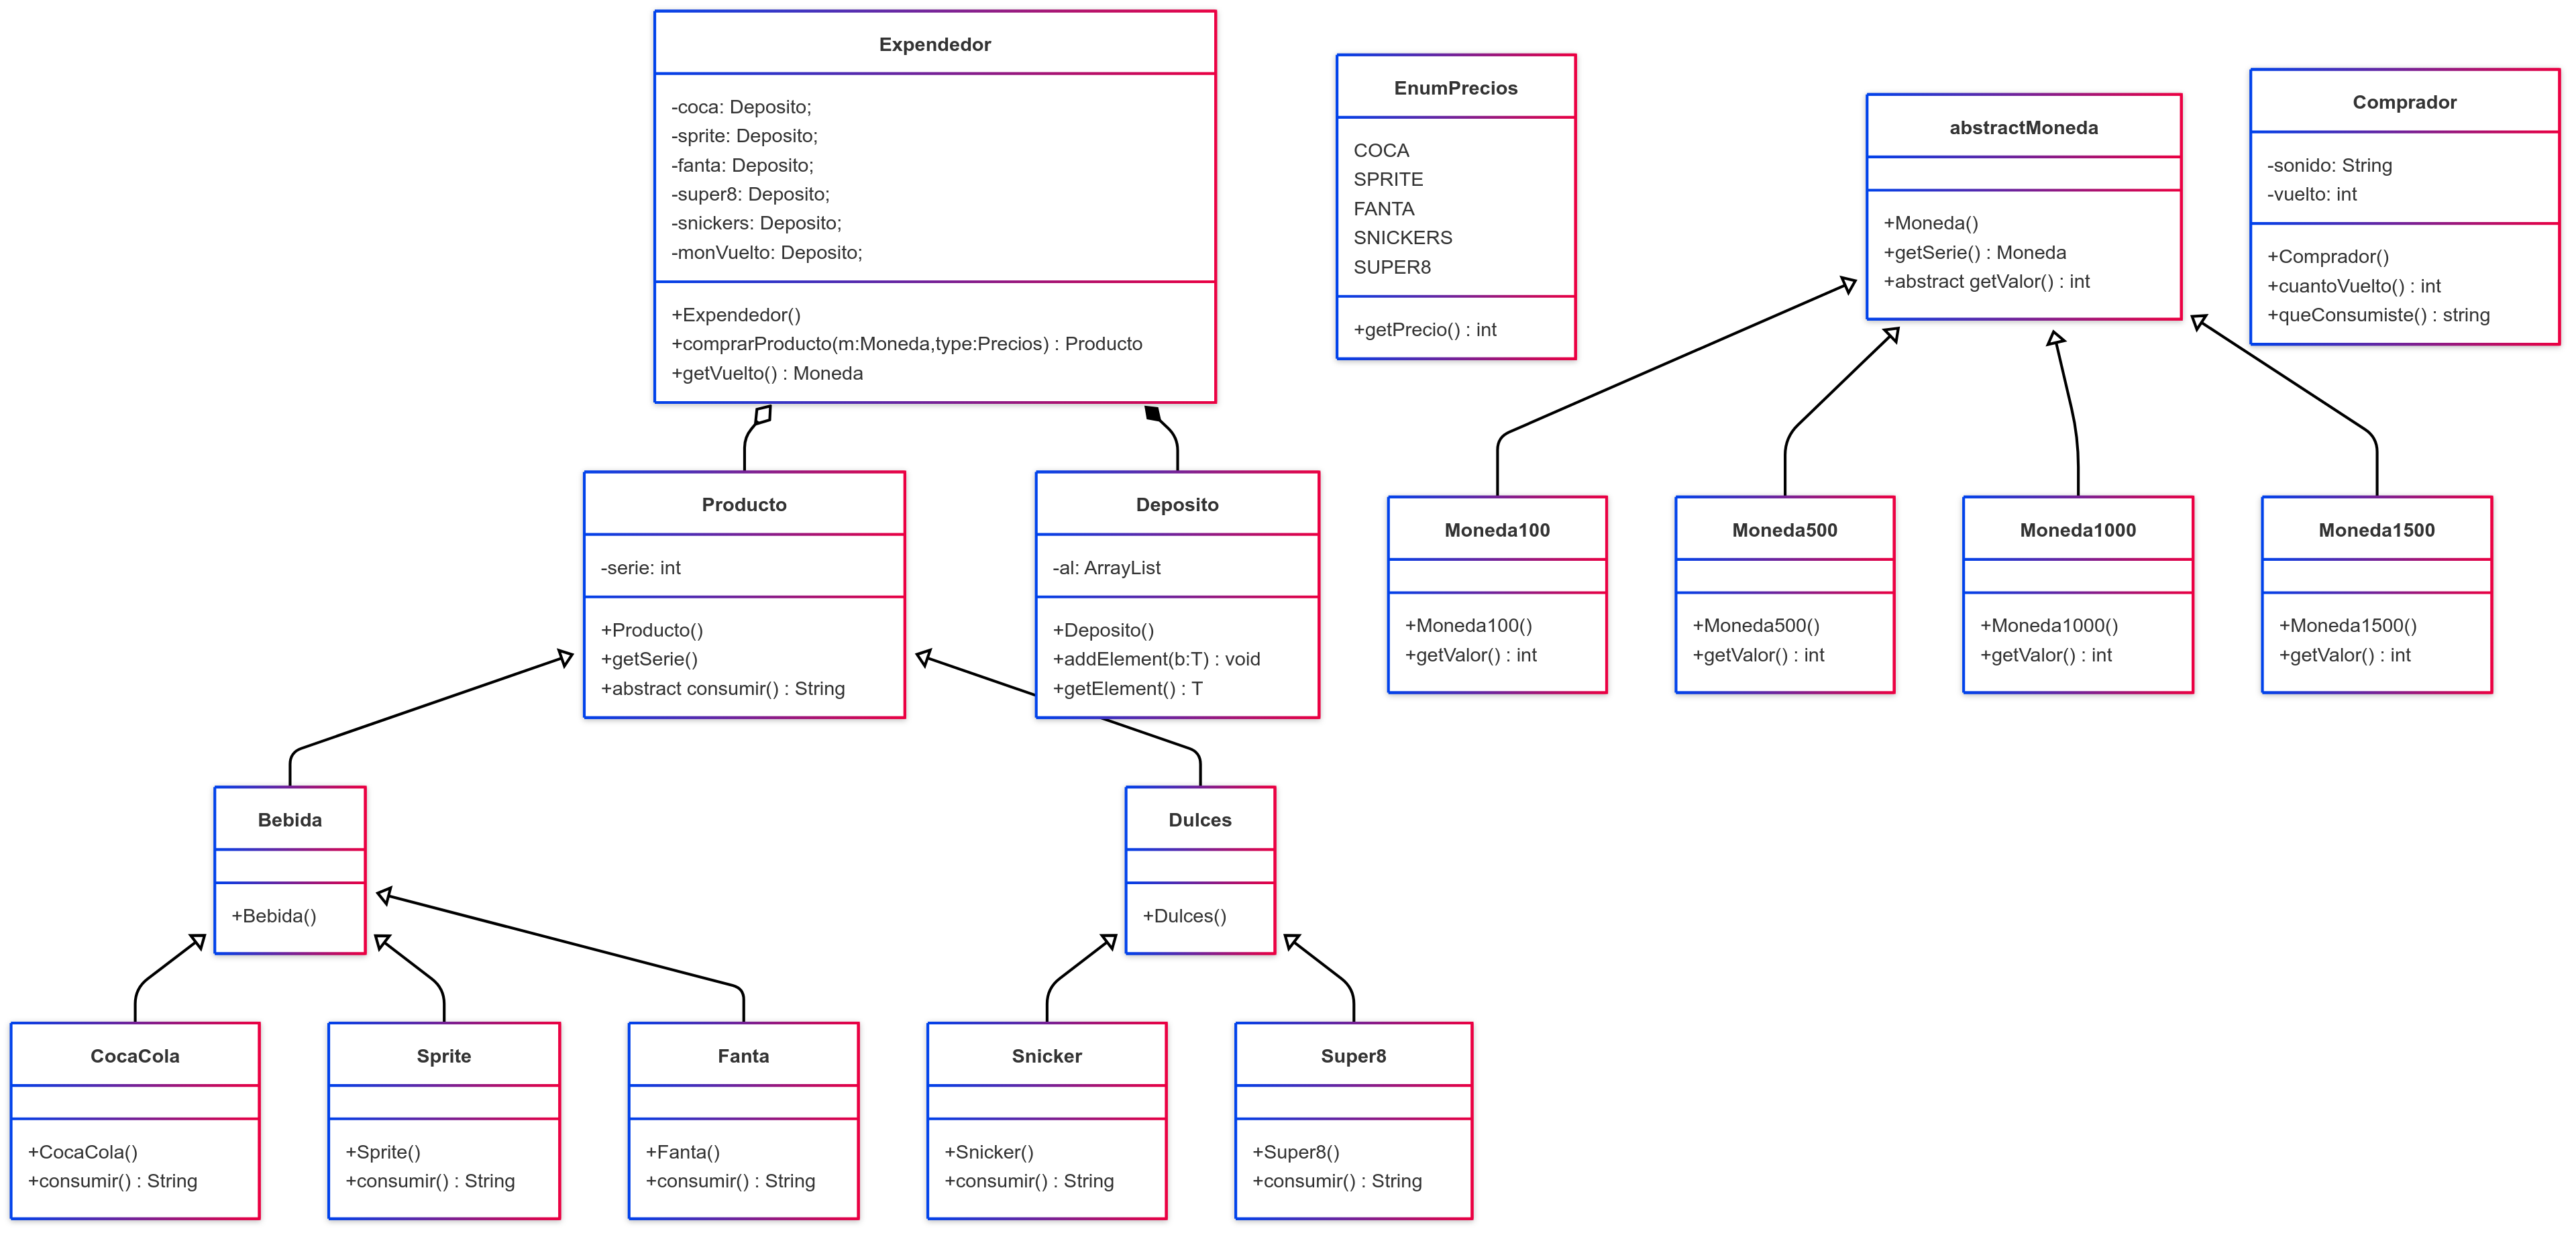 Expendedor
-coca: Deposito;
-sprite: Deposito;
-fanta: Deposito;
-super8: Deposito;
-snickers: Deposito;
-monVuelto: Deposito;
+Expendedor()
+comprarProducto(m:Moneda,type:Precios) : Producto
+getVuelto() : Moneda
EnumPrecios
COCA
SPRITE
FANTA
SNICKERS
SUPER8
+getPrecio() : int
abstractMoneda
+Moneda()
+getSerie() : Moneda
+abstract getValor() : int
Comprador
-sonido: String
-vuelto: int
+Comprador()
+cuantoVuelto() : int
+queConsumiste() : string
Producto
-serie: int
+Producto()
+getSerie()
+abstract consumir() : String
Deposito
-al: ArrayList
+Deposito()
+addElement(b:T) : void
+getElement() : T
Moneda100
+Moneda100()
+getValor() : int
Moneda500
+Moneda500()
+getValor() : int
Moneda1000
+Moneda1000()
+getValor() : int
Moneda1500
+Moneda1500()
+getValor() : int
Bebida
+Bebida()
Dulces
+Dulces()
CocaCola
+CocaCola()
+consumir() : String
Sprite
+Sprite()
+consumir() : String
Fanta
+Fanta()
+consumir() : String
Snicker
+Snicker()
+consumir() : String
Super8
+Super8()
+consumir() : String